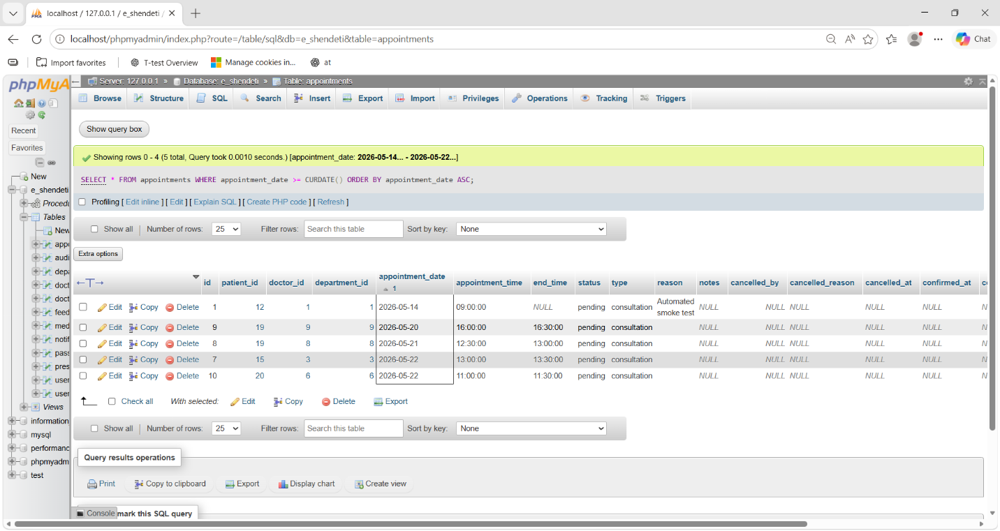 localhost / 127.0.0.1 / e_shendeti /
localhost/phpmyadmin/index.php?route=/table/sql&db=e_shendeti&table=appointments
Chat
Import favorites
T-test Overview
Manage cookies in...
at
phpMyA
Server: 127.0.0.1 » Database: e_shendeti » Table: appointments
Browse Structure SQL Search Insert Export Import Privileges Operations Tracking Triggers
Recent
Favorites
New
e_shendeti
Procedu
Tables
New
appo
audi
depa
doct
doct
feed
med
notif
pass
pres
user
user
Views
information
mysql
performanc
phpmyadm
test
Show query box
Showing rows 0 - 4 (5 total, Query took 0.0010 seconds.) [appointment_date: 2026-05-14... - 2026-05-22...]
SELECT * FROM appointments WHERE appointment_date >= CURDATE() ORDER BY appointment_date ASC;
Profiling [ Edit inline ] [ Edit ] [ Explain SQL ] [ Create PHP code ] [ Refresh ]
Show all Number of rows: 25 Filter rows: Search this table Sort by key: None
Extra options
←T→ id patient_id doctor_id department_id appointment_date 1 appointment_time end_time status type reason notes cancelled_by cancelled_reason cancelled_at confirmed_at
Edit Copy Delete 1 12 1 1 2026-05-14 09:00:00 NULL pending consultation Automated smoke test NULL NULL NULL NULL NULL N
Edit Copy Delete 9 19 9 9 2026-05-20 16:00:00 16:30:00 pending consultation NULL NULL NULL NULL NULL N
Edit Copy Delete 8 19 8 8 2026-05-21 12:30:00 13:00:00 pending consultation NULL NULL NULL NULL NULL N
Edit Copy Delete 7 15 3 3 2026-05-22 13:00:00 13:30:00 pending consultation NULL NULL NULL NULL NULL N
Edit Copy Delete 10 20 6 6 2026-05-22 11:00:00 11:30:00 pending consultation NULL NULL NULL NULL NULL N
Check all With selected: Edit Copy Delete Export
Show all Number of rows: 25 Filter rows: Search this table Sort by key: None
Query results operations
Print Copy to clipboard Export Display chart Create view
Console mark this SQL query